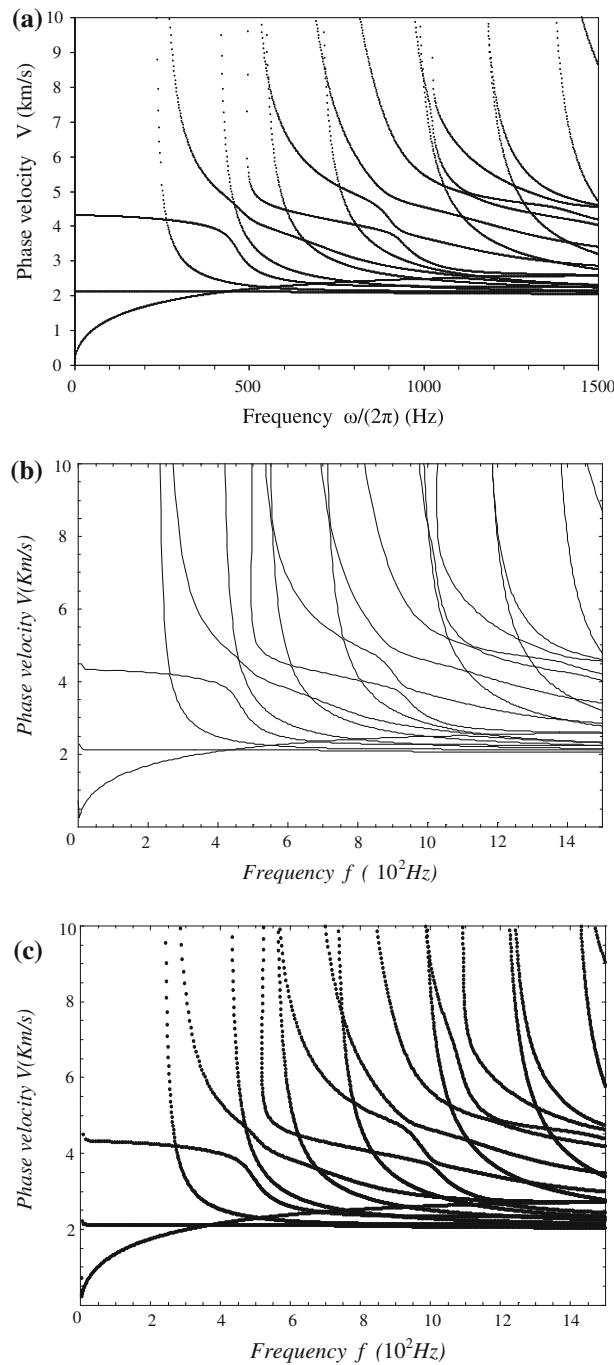 (a)
10
9
8
7
6
5
4
3
2
1
0
Phase velocity V (km/s)
0 500 1000 1500
Frequency ω/(2π) (Hz)
(b)
10
8
6
4
2
Phase velocity V(Km/s)
2 4 6 8 10 12 14
Frequency f ( 10²Hz)
(c)
10
8
6
4
2
Phase velocity V(Km/s)
0 2 4 6 8 10 12 14
Frequency f (10²Hz)